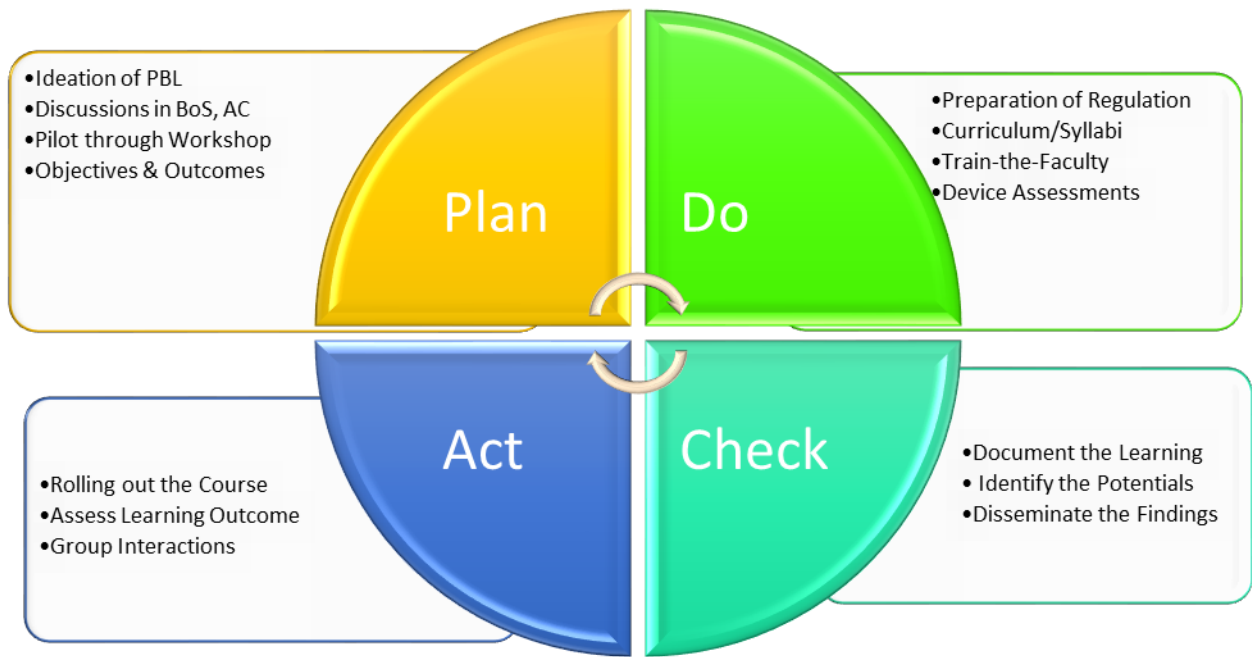 •Ideation of PBL
•Discussions in BoS, AC
•Pilot through Workshop
•Objectives & Outcomes
Plan
Do
•Preparation of Regulation
•Curriculum/Syllabi
•Train-the-Faculty
•Device Assessments
•Rolling out the Course
•Assess Learning Outcome
•Group Interactions
Act
Check
•Document the Learning
• Identify the Potentials
•Disseminate the Findings